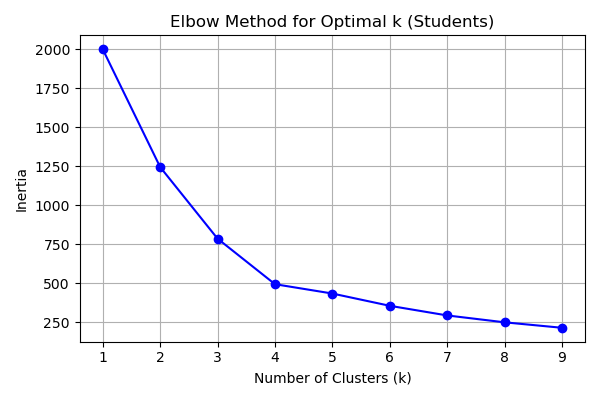 Elbow Method for Optimal k (Students)
2000
1750
1500
1250
1000
750
500
250
Inertia
1 2 3 4 5 6 7 8 9
Number of Clusters (k)